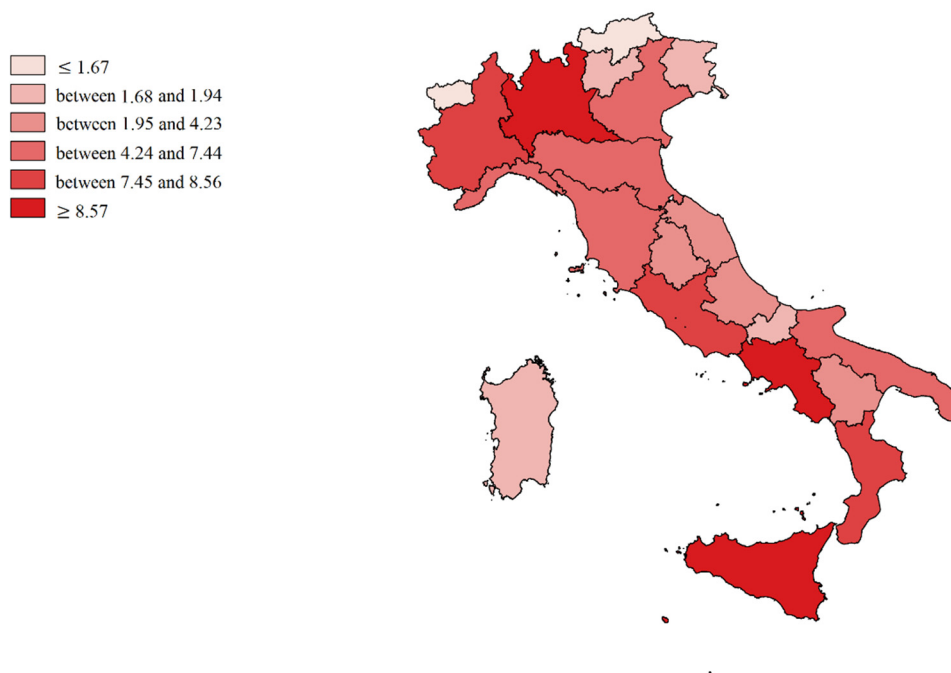 ≤ 1.67
between 1.68 and 1.94
between 1.95 and 4.23
between 4.24 and 7.44
between 7.45 and 8.56
≥ 8.57